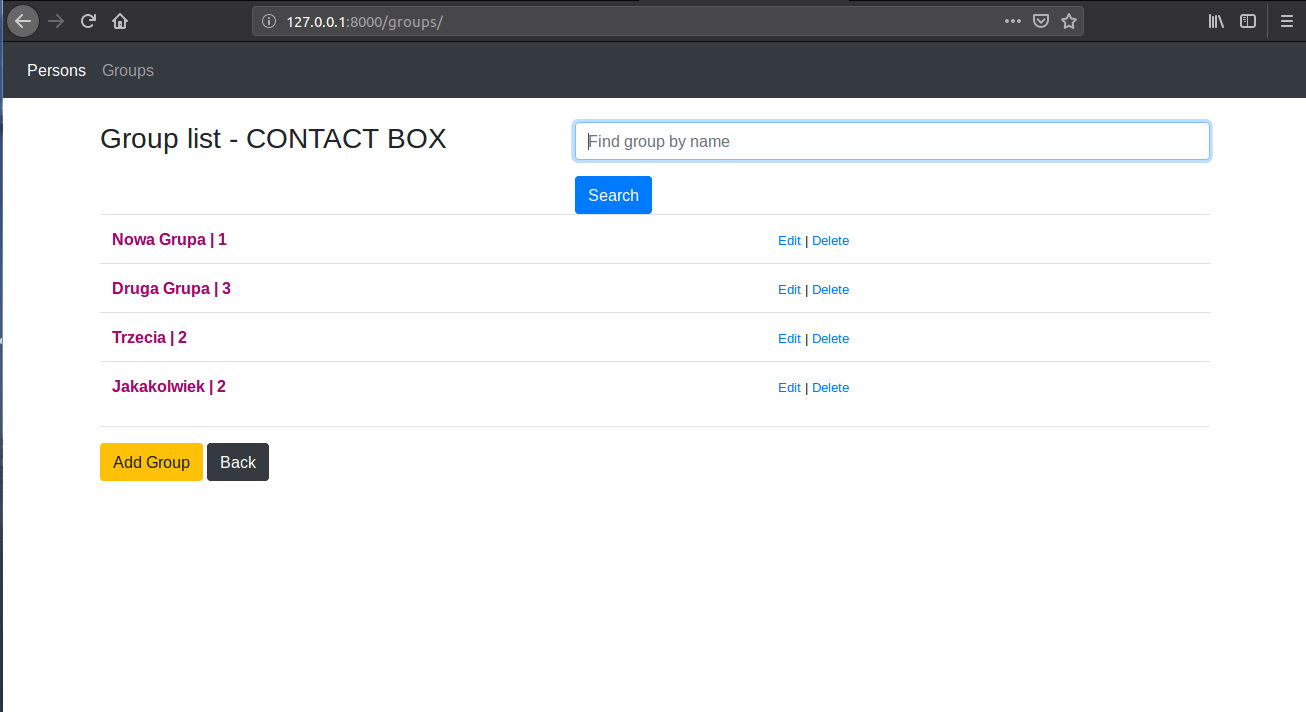 127.0.0.1:8000/groups/
Persons Groups
Group list - CONTACT BOX
Find group by name
Search
Nowa Grupa | 1 Edit | Delete
Druga Grupa | 3 Edit | Delete
Trzecia | 2 Edit | Delete
Jakakolwiek | 2 Edit | Delete
Add Group Back